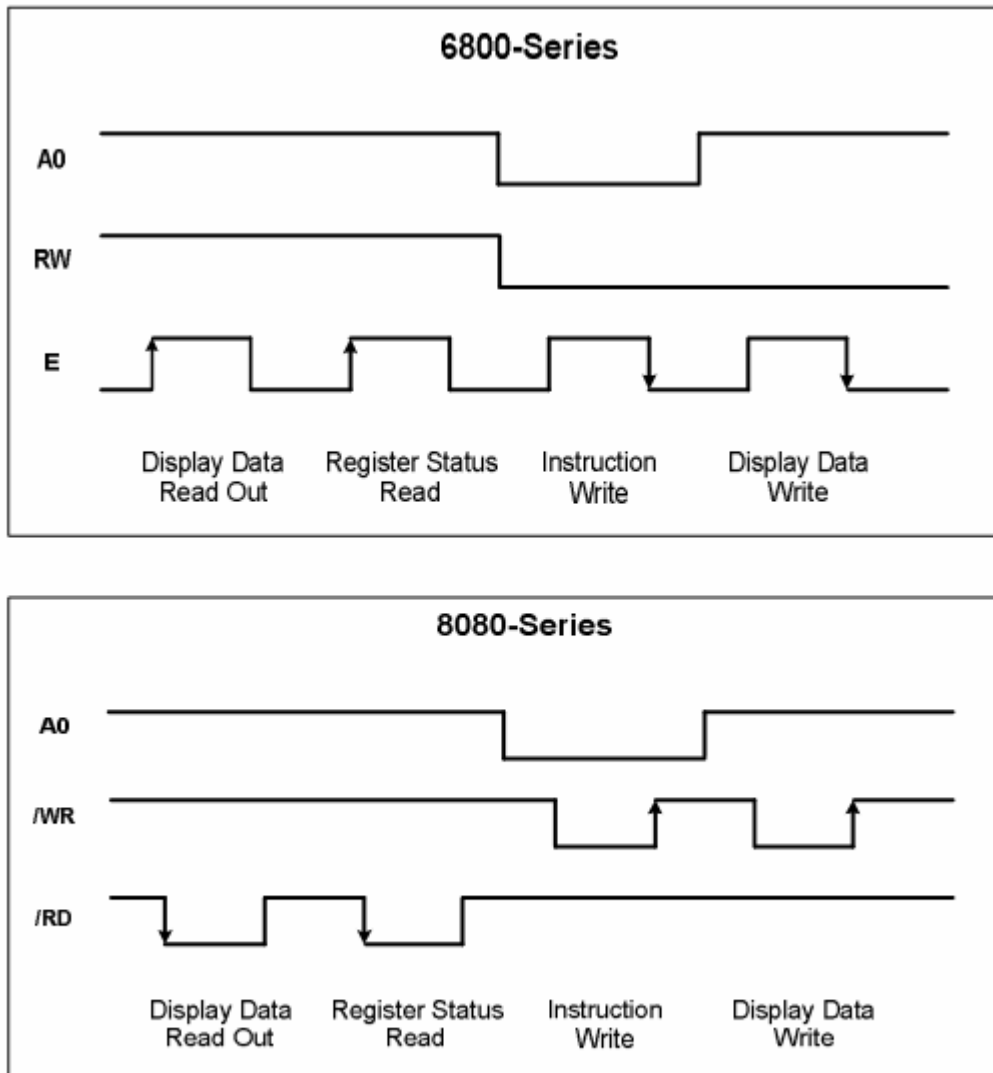 6800-Series
A0
RW
E
Display Data Register Status Instruction Display Data
Read Out Read Write Write
8080-Series
A0
/WR
/RD
Display Data Register Status Instruction Display Data
Read Out Read Write Write